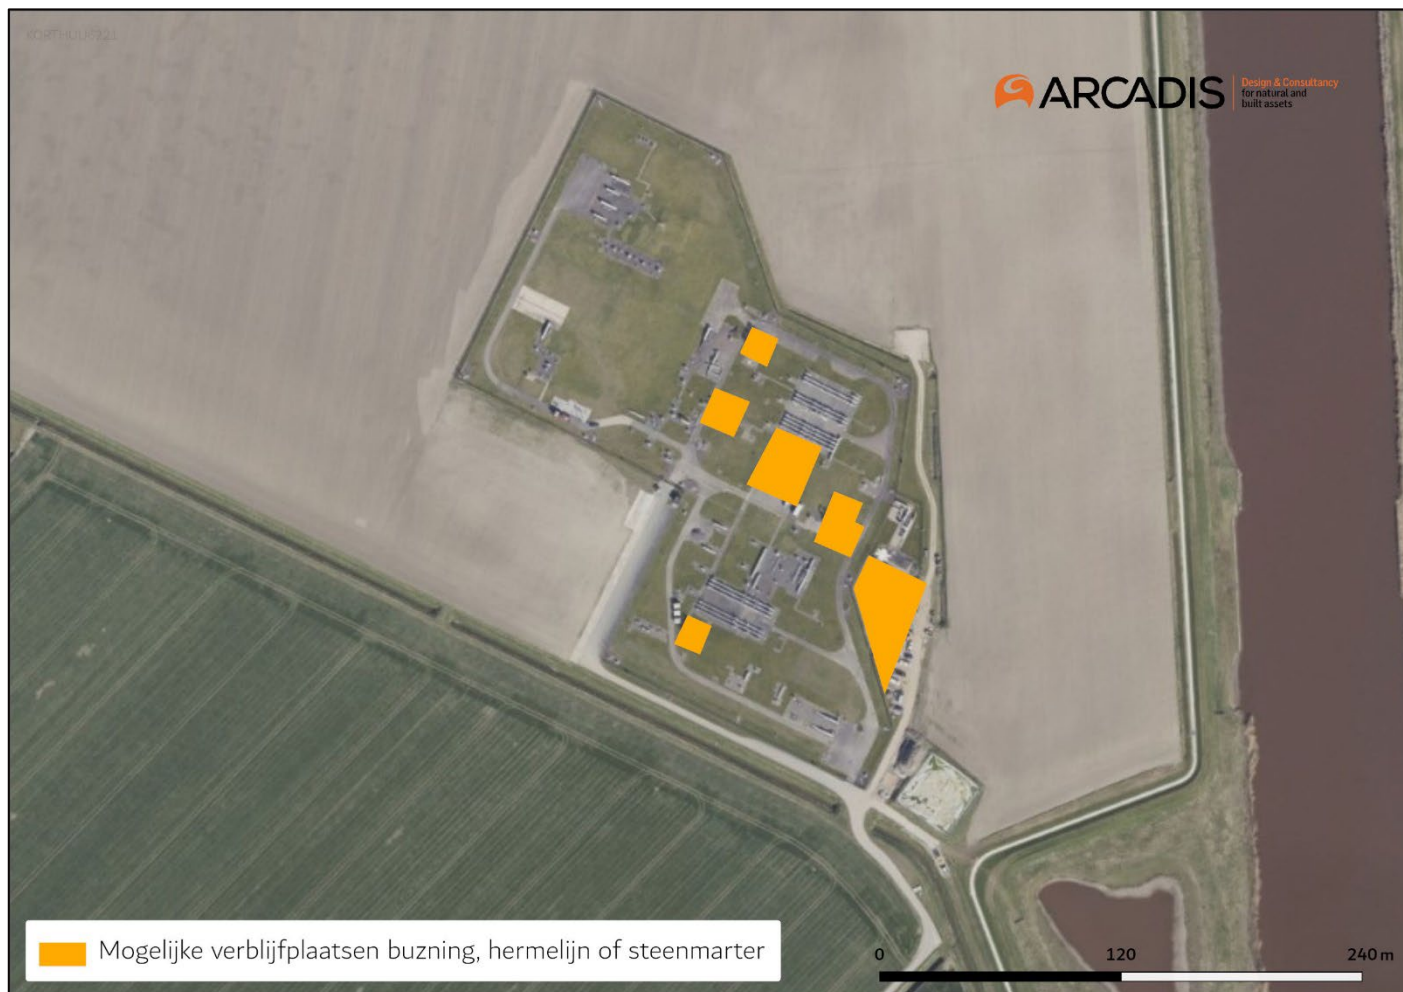 ARCADIS
Design & Consultancy
for natural and
built assets
Mogelijke verblijfplaatsen buzning, hermelijn of steenmarter
0 120 240 m